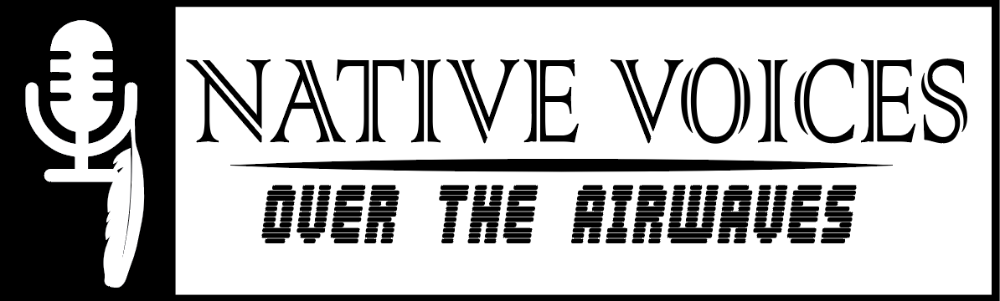 NATIVE VOICES
OVER THE AIRWAVES